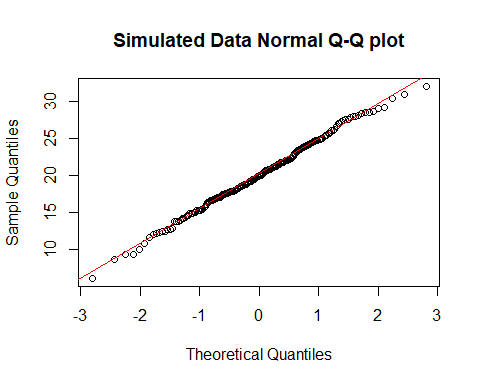 Simulated Data Normal Q-Q plot
Sample Quantiles
30
25
20
15
10
-3 -2 -1 0 1 2 3
Theoretical Quantiles